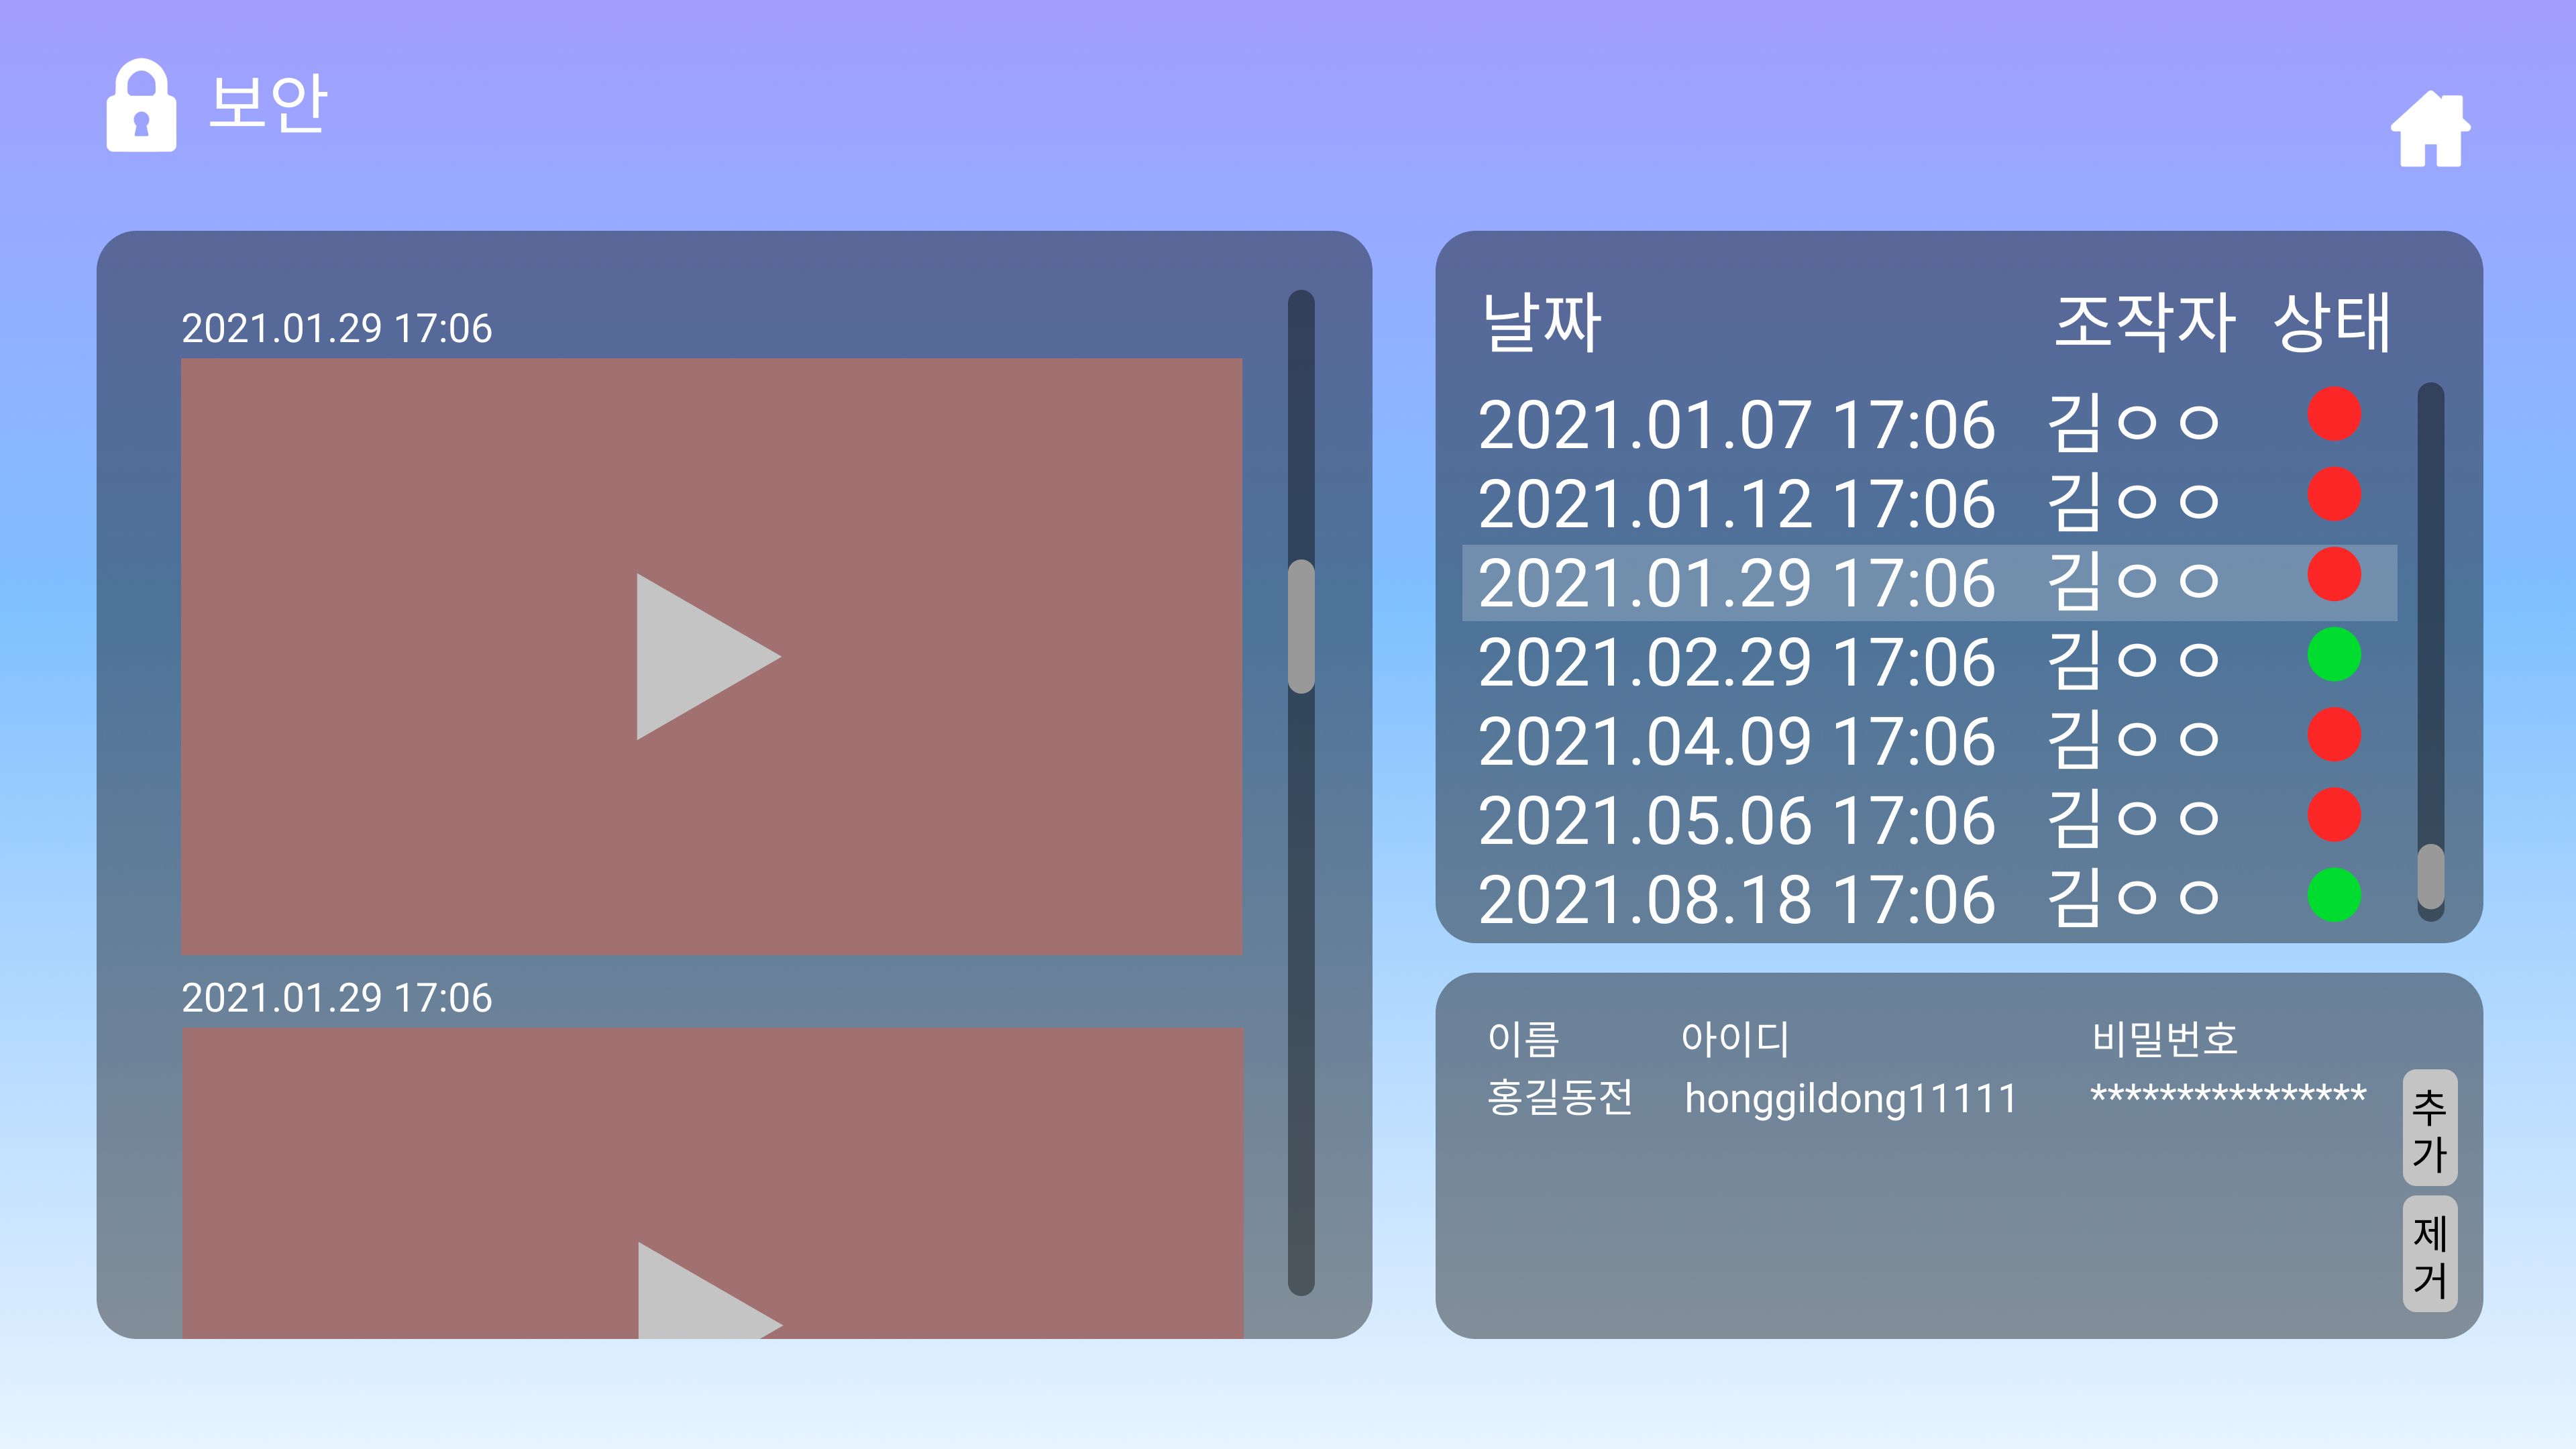 보안
2021.01.29 17:06
2021.01.29 17:06
날짜 조작자 상태
2021.01.07 17:06 김ㅇㅇ
2021.01.12 17:06 김ㅇㅇ
2021.01.29 17:06 김ㅇㅇ
2021.02.29 17:06 김ㅇㅇ
2021.04.09 17:06 김ㅇㅇ
2021.05.06 17:06 김ㅇㅇ
2021.08.18 17:06 김ㅇㅇ
이름 아이디 비밀번호
홍길동전 honggildong11111 ****************
추
가
제
거